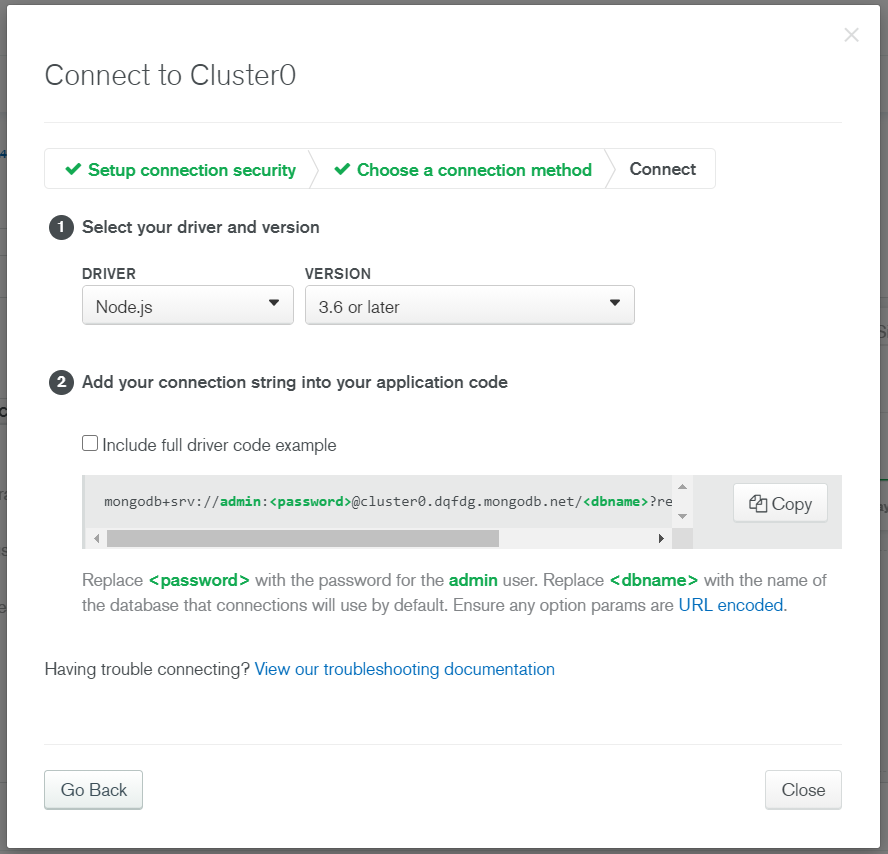 Connect to Cluster0
Setup connection security
Choose a connection method
Connect
1 Select your driver and version
DRIVER
VERSION
Node.js
3.6 or later
2 Add your connection string into your application code
Include full driver code example
mongodb+srv://admin:<password>@cluster0.dqfdg.mongodb.net/<dbname>?re
Copy
Replace <password> with the password for the admin user. Replace <dbname> with the name of
the database that connections will use by default. Ensure any option params are URL encoded.
Having trouble connecting? View our troubleshooting documentation
Go Back
Close